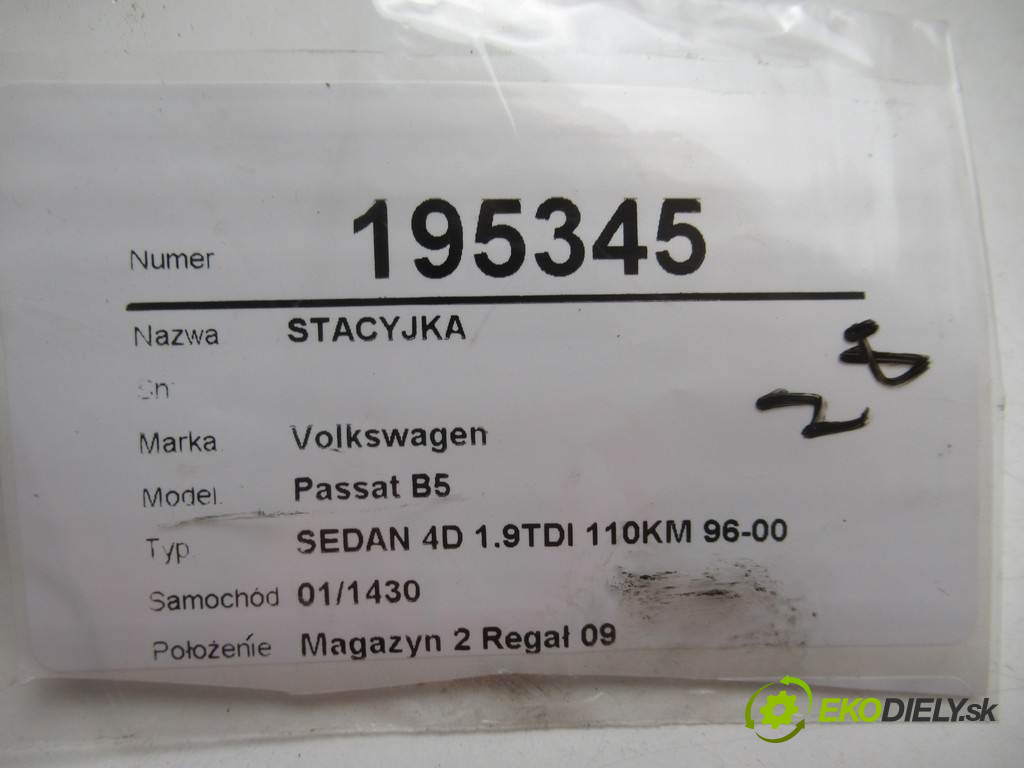 Numer 195345
Nazwa STACYJKA
Sn
Marka Volkswagen
Model Passat B5
Typ SEDAN 4D 1.9TDI 110KM 96-00
Samochód 01/1430
Położenie Magazyn 2 Regał 09
EKODIELY.sk